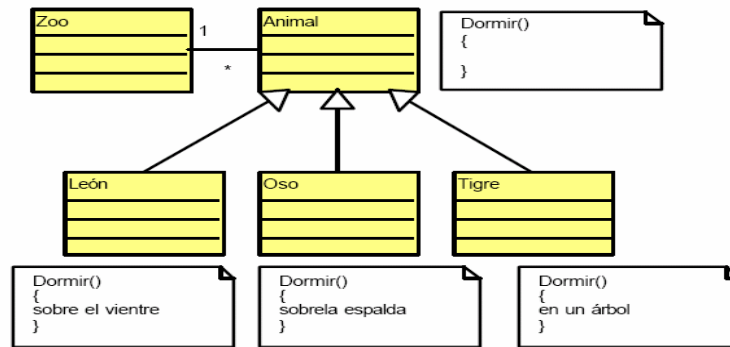 Zoo
1
*
Animal
Dormir()
{
}
León
Oso
Tigre
Dormir()
{
sobre el vientre
}
Dormir()
{
sobrela espalda
}
Dormir()
{
en un árbol
}